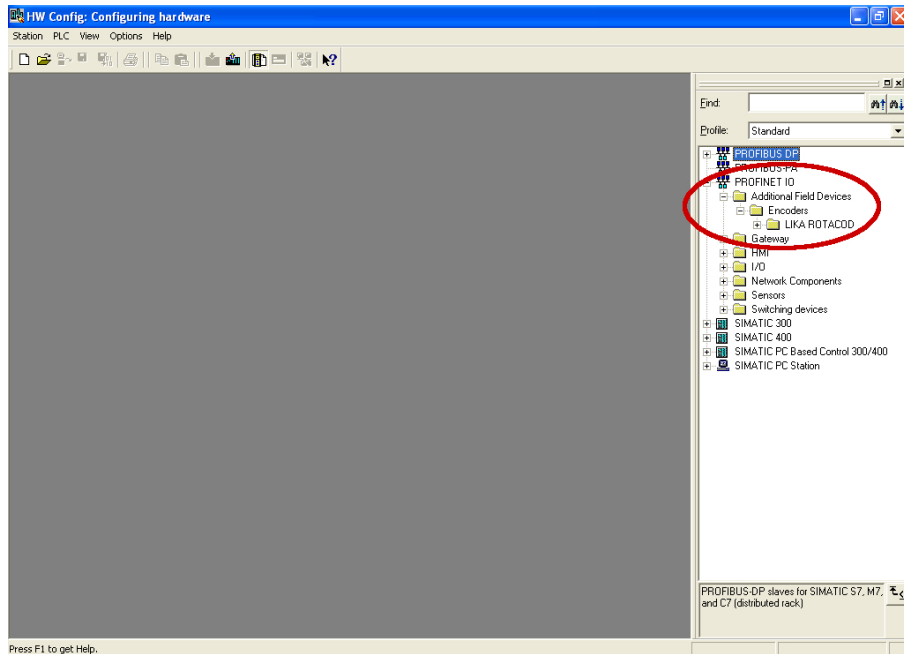 HW Config: Configuring hardware
Station PLC View Options Help
Find:
Profile: Standard
PROFIBUS DP
PROFIBUS-PA
PROFINET IO
Additional Field Devices
Encoders
LIKA ROTACOD
Gateway
HMI
I/O
Network Components
Sensors
Switching devices
SIMATIC 300
SIMATIC 400
SIMATIC PC Based Control 300/400
SIMATIC PC Station
PROFIBUS-DP slaves for SIMATIC S7, M7,
and C7 (distributed rack)
Press F1 to get Help.